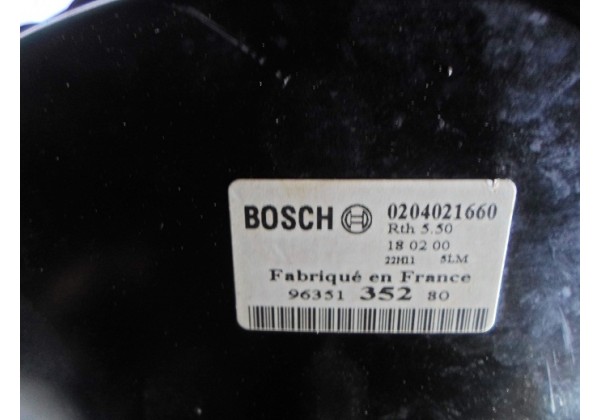 BOSCH 0204021660
Rth 5.50
18 02 00
22H11 5LM
Fabriqué en France
96351 352 80